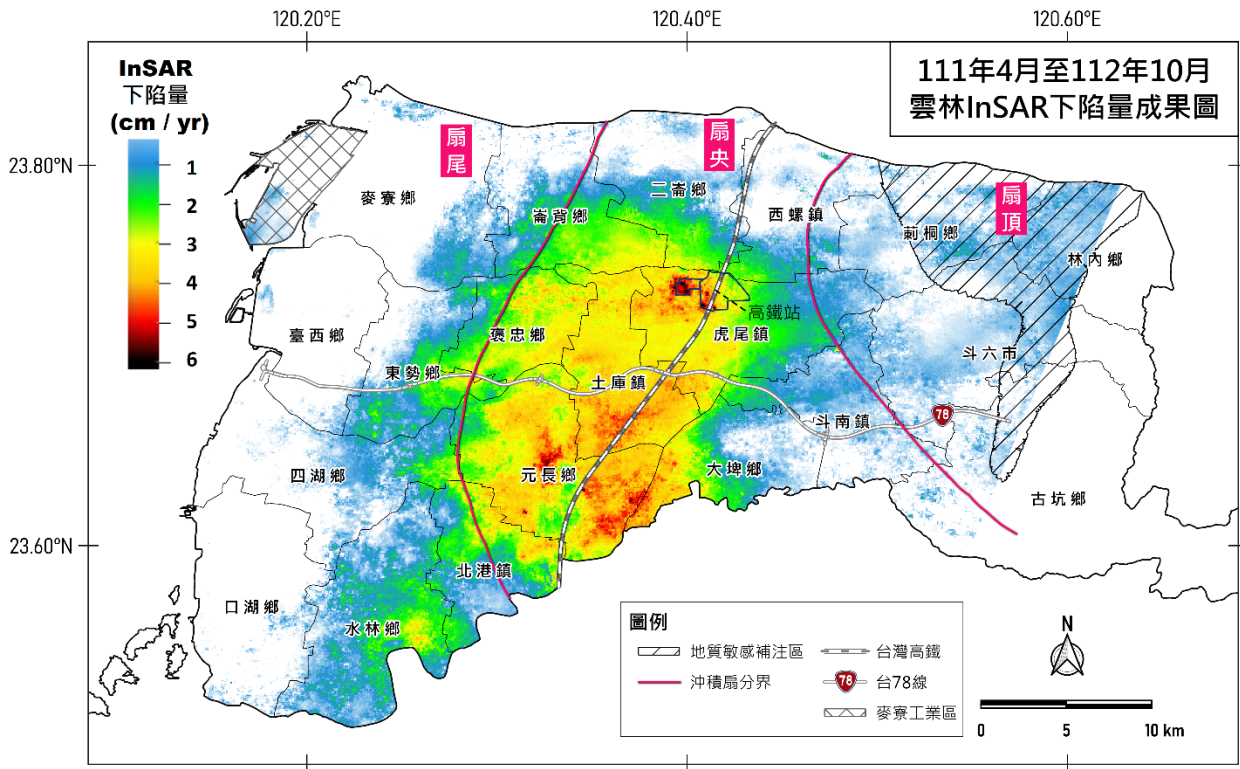 120.20°E
120.40°E
120.60°E
111年4月至112年10月
雲林InSAR下陷量成果圖
InSAR
下陷量
(cm / yr)
1
2
3
4
5
6
23.80°N
23.60°N
扇尾
扇央
扇頂
麥寮鄉
崙背鄉
二崙鄉
西螺鎮
莿桐鄉
林內鄉
高鐵站
臺西鄉
褒忠鄉
虎尾鎮
斗六市
東勢鄉
土庫鎮
斗南鎮
78
四湖鄉
元長鄉
大埤鄉
古坑鄉
北港鎮
口湖鄉
水林鄉
圖例
地質敏感補注區
台灣高鐵
沖積扇分界
78
台78線
麥寮工業區
N
0
5
10 km